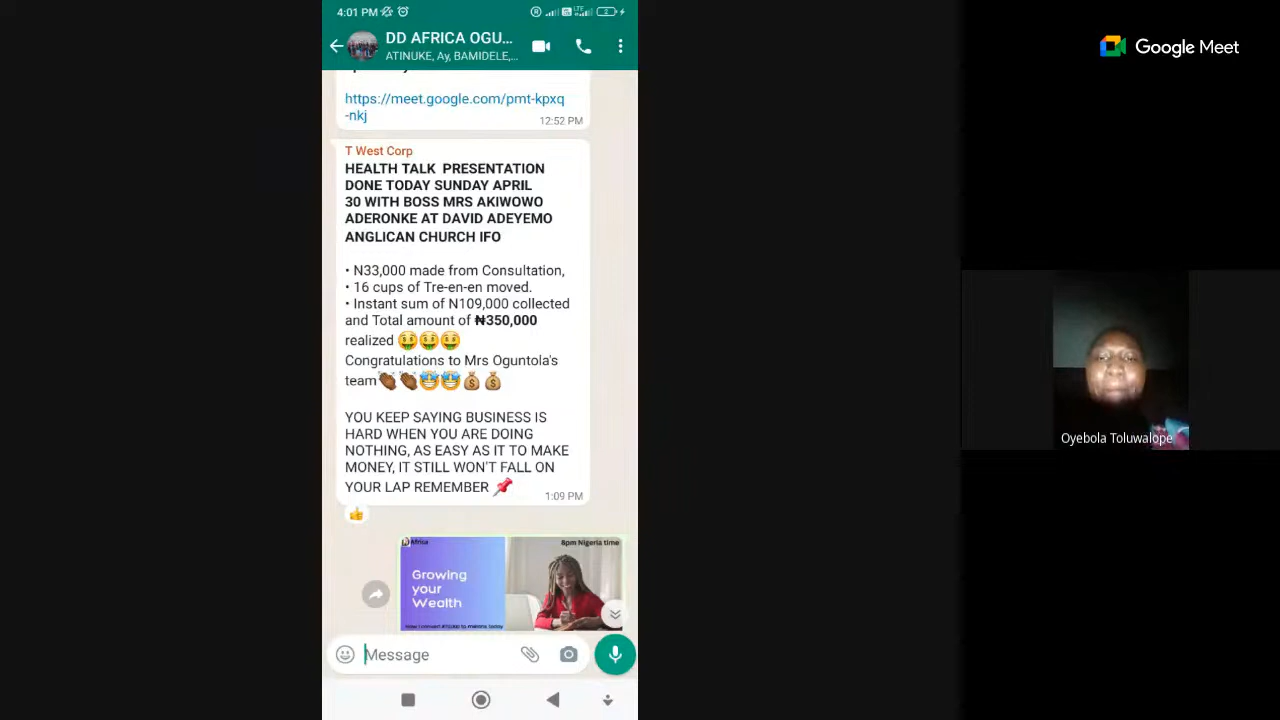 4:01 PM
DD AFRICA OGU...
ATINUKE, Ay, BAMIDELE,...
https://meet.google.com/pmt-kpxq
-nkj
12:52 PM
T West Corp
HEALTH TALK PRESENTATION
DONE TODAY SUNDAY APRIL
30 WITH BOSS MRS AKIWOWO
ADERONKE AT DAVID ADEYEMO
ANGLICAN CHURCH IFO
• N33,000 made from Consultation,
• 16 cups of Tre-en-en moved.
• Instant sum of N109,000 collected
and Total amount of ₦350,000
realized 🤑🤑🤑
Congratulations to Mrs Oguntola's
team👏🏾👏🏾🤩🤩💰💰
YOU KEEP SAYING BUSINESS IS
HARD WHEN YOU ARE DOING
NOTHING, AS EASY AS IT TO MAKE
MONEY, IT STILL WON'T FALL ON
YOUR LAP REMEMBER 📌
1:09 PM
👍
Africa
8pm Nigeria time
Growing
your
Wealth
Message
Google Meet
Oyebola Toluwalope